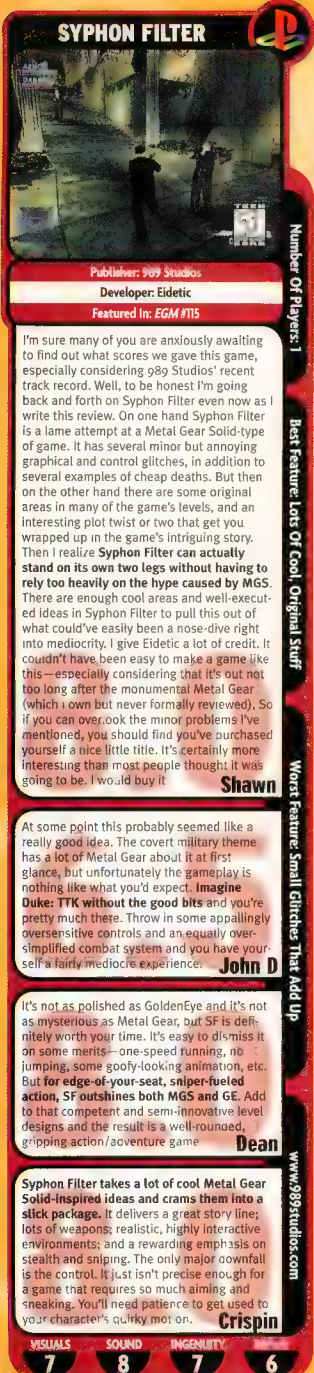 SYPHON FILTER
TEEN
Publisher: 989 Studios
Developer: Eidetic
Featured In: EGM #115
I'm sure many of you are anxiously awaiting
to find out what scores we gave this game,
especially considering 989 Studios' recent
track record. Well, to be honest I'm going
back and forth on Syphon Filter even now as I
write this review. On one hand Syphon Filter
is a lame attempt at a Metal Gear Solid-type
of game. It has several minor but annoying
graphical and control glitches, in addition to
several examples of cheap deaths. But then
on the other hand there are some original
areas in many of the game's levels, and an
interesting plot twist or two that get you
wrapped up in the game's intriguing story.
Then I realize Syphon Filter can actually
stand on its own two legs without having to
rely too heavily on the hype caused by MGS.
There are enough cool areas and well-execut-
ed ideas in Syphon Filter to pull this out of
what could've easily been a nose-dive right
into mediocrity. I give Eidetic a lot of credit. It
couldn't have been easy to make a game like
this—especially considering that it's out not
too long after the monumental Metal Gear
(which I own but never formally reviewed). So
if you can overlook the minor problems I've
mentioned, you should find you've purchased
yourself a nice little title. It's certainly more
interesting than most people thought it was
going to be. I would buy it
Shawn
At some point this probably seemed like a
really good idea. The covert military theme
has a lot of Metal Gear about it at first
glance, but unfortunately the gameplay is
nothing like what you'd expect. Imagine
Duke: TTK without the good bits and you're
pretty much there. Throw in some appallingly
oversensitive controls and an equally over-
simplified combat system and you have your-
self a fairly mediocre experience.
John D
It's not as polished as GoldenEye and it's not
as mysterious as Metal Gear, but SF is defi-
nitely worth your time. It's easy to dismiss it
on some merits—one-speed running, no
jumping, some goofy-looking animation, etc.
But for edge-of-your-seat, sniper-fueled
action, SF outshines both MGS and GE. Add
to that competent and semi-innovative level
designs and the result is a well-rounded,
gripping action/adventure game
Dean
Syphon Filter takes a lot of cool Metal Gear
Solid-inspired ideas and crams them into a
slick package. It delivers a great story line;
lots of weapons; realistic, highly interactive
environments; and a rewarding emphasis on
stealth and sniping. The only major downfall
is the control. It just isn't precise enough for
a game that requires so much aiming and
sneaking. You'll need patience to get used to
your character's quirky motion.
Crispin
VISUALS SOUND INGENUITY
7 8 7 6
Number Of Players: 1
Best Feature: Lots Of Cool, Original Stuff
Worst Feature: Small Glitches That Add Up
www.989studios.com